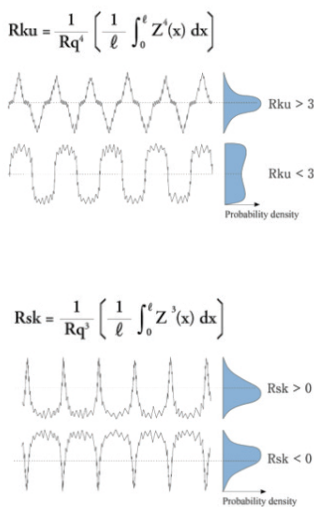 Rku = 1/Rq⁴ [ 1/ℓ ∫₀^ℓ Z⁴(x) dx ]
Rku > 3
Rku < 3
Probability density
Rsk = 1/Rq³ [ 1/ℓ ∫₀^ℓ Z ³(x) dx ]
Rsk > 0
Rsk < 0
Probability density